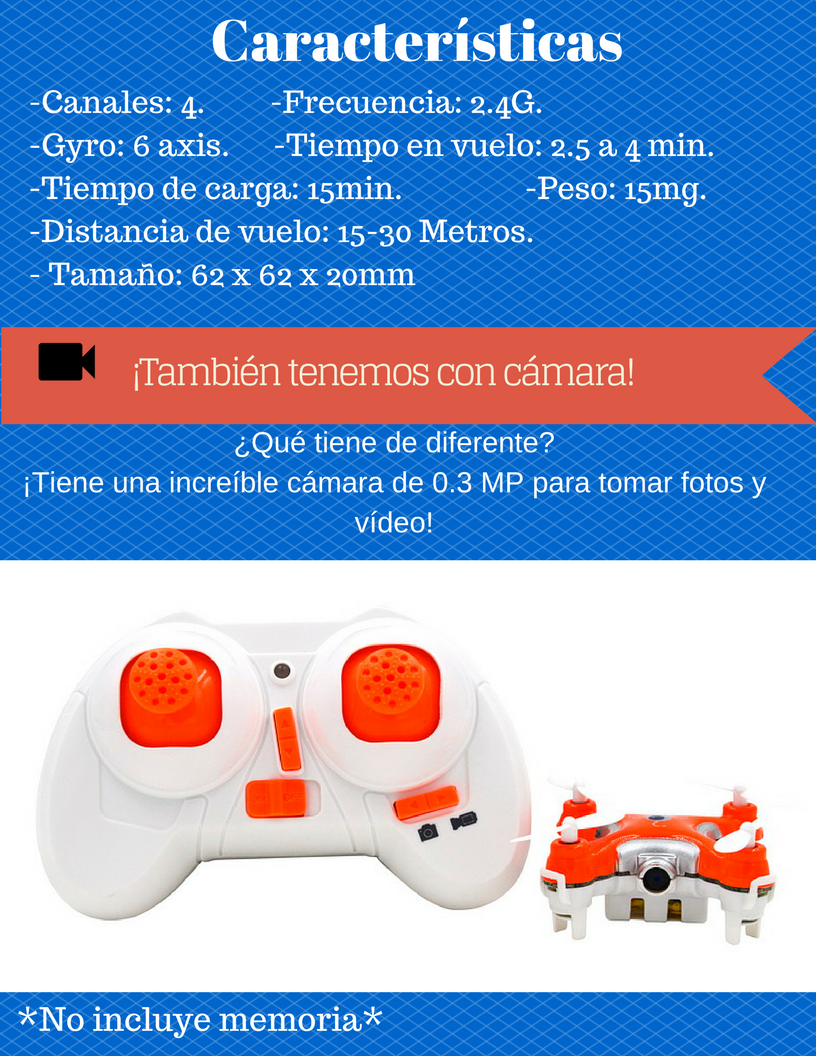 Características
-Canales: 4. -Frecuencia: 2.4G.
-Gyro: 6 axis. -Tiempo en vuelo: 2.5 a 4 min.
-Tiempo de carga: 15min. -Peso: 15mg.
-Distancia de vuelo: 15-30 Metros.
- Tamaño: 62 x 62 x 20mm
¡También tenemos con cámara!
¿Qué tiene de diferente?
¡Tiene una increíble cámara de 0.3 MP para tomar fotos y
vídeo!
*No incluye memoria*